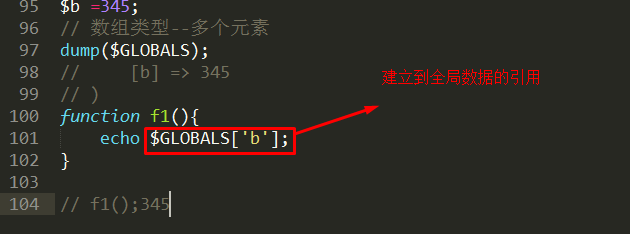 95 $b =345;
96 // 数组类型--多个元素
97 dump($GLOBALS);
98 //     [b] => 345
99 // )
建立到全局数据的引用
100 function f1(){
101     echo $GLOBALS['b'];
102 }
103
104 // f1();345